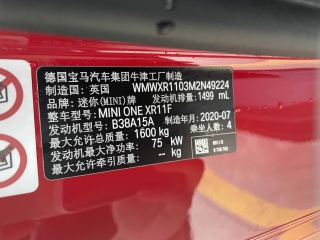 德国宝马汽车集团牛津工厂制造
制造国：英国 WMWXR1103M2N49224
品牌：迷你(MINI)牌 发动机排量：1499 mL
整车型号：MINI ONE XR11F
发动机型号：B38A15A 制造年月：2020-07
最大允许总质量：1600 kg 乘坐人数：4
最大净功率：75 kW
最大允许牵引质量：-- kg